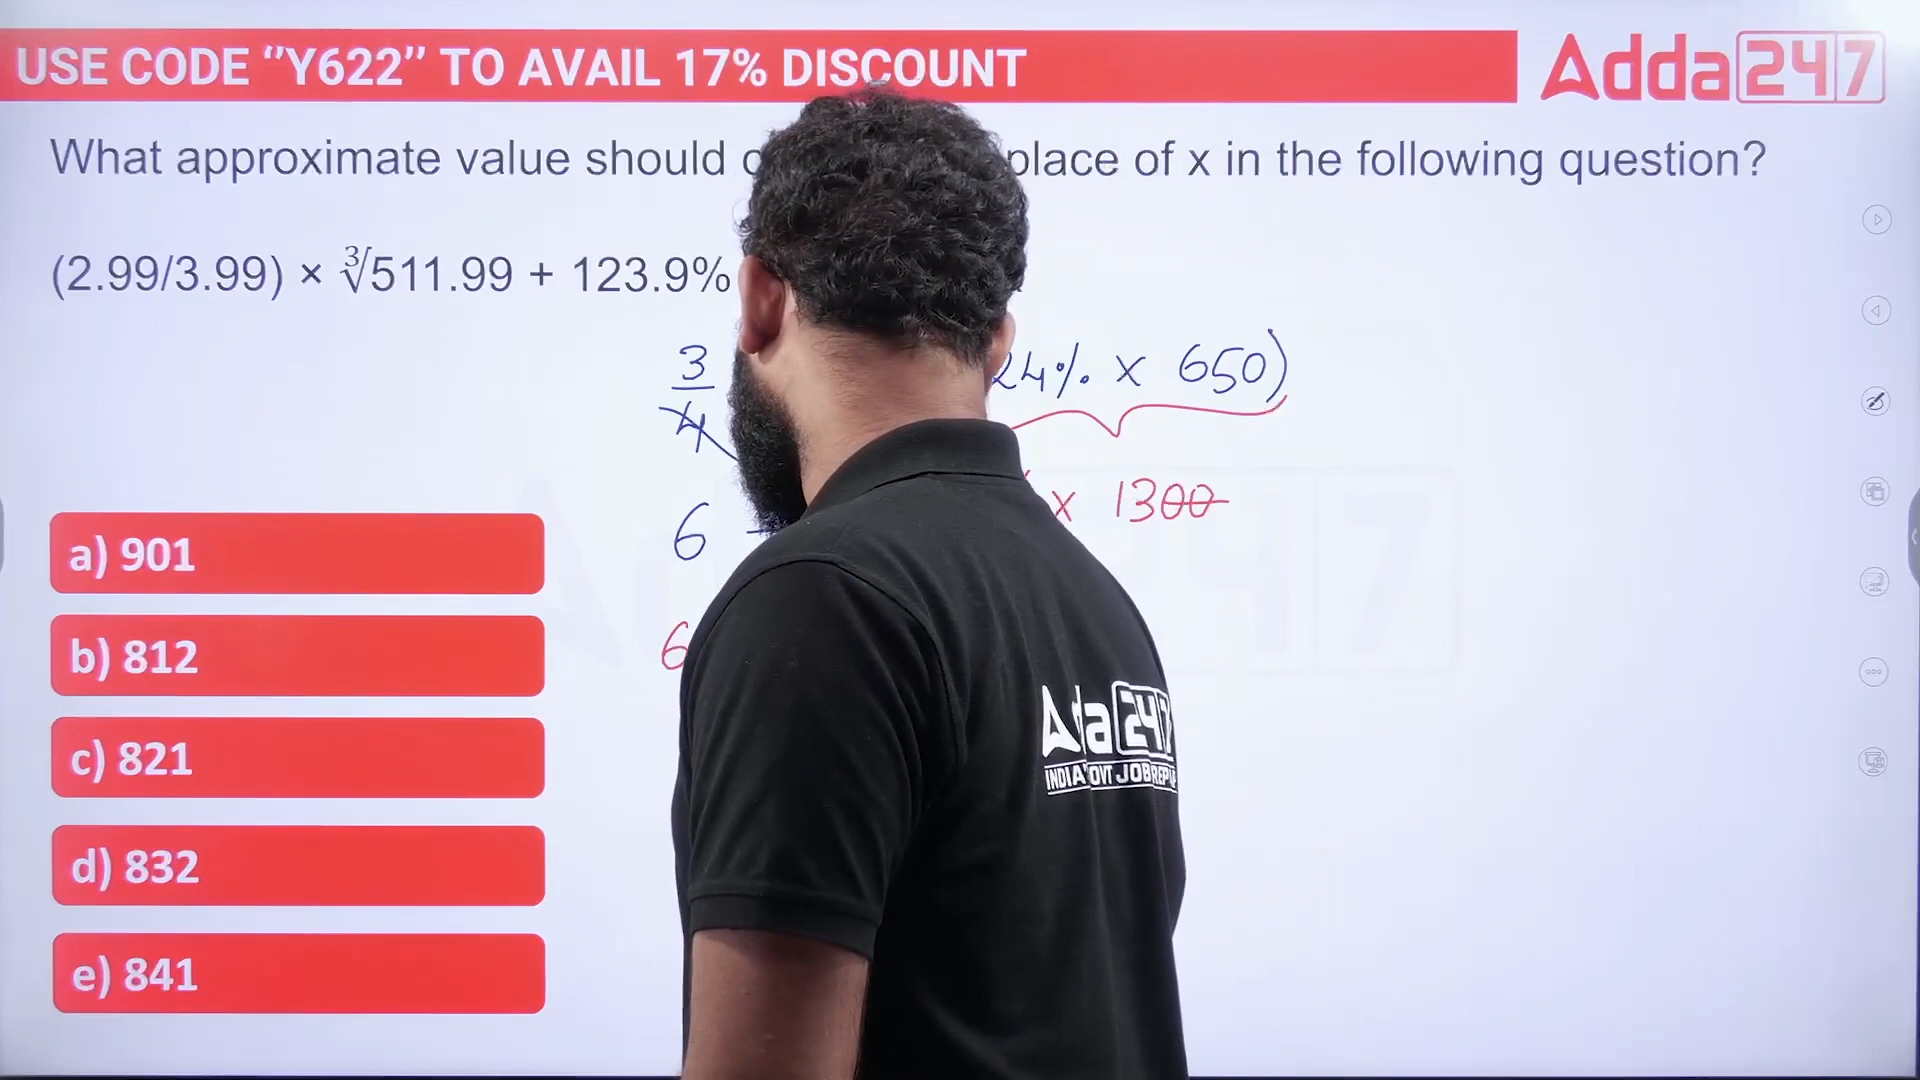 USE CODE “Y622” TO AVAIL 17% DISCOUNT
Adda247
What approximate value should place of x in the following question?
(2.99/3.99) × ∛511.99 + 123.9%
3/4
24% × 650)
6
× 1300
6
a) 901
b) 812
c) 821
d) 832
e) 841
Adda247